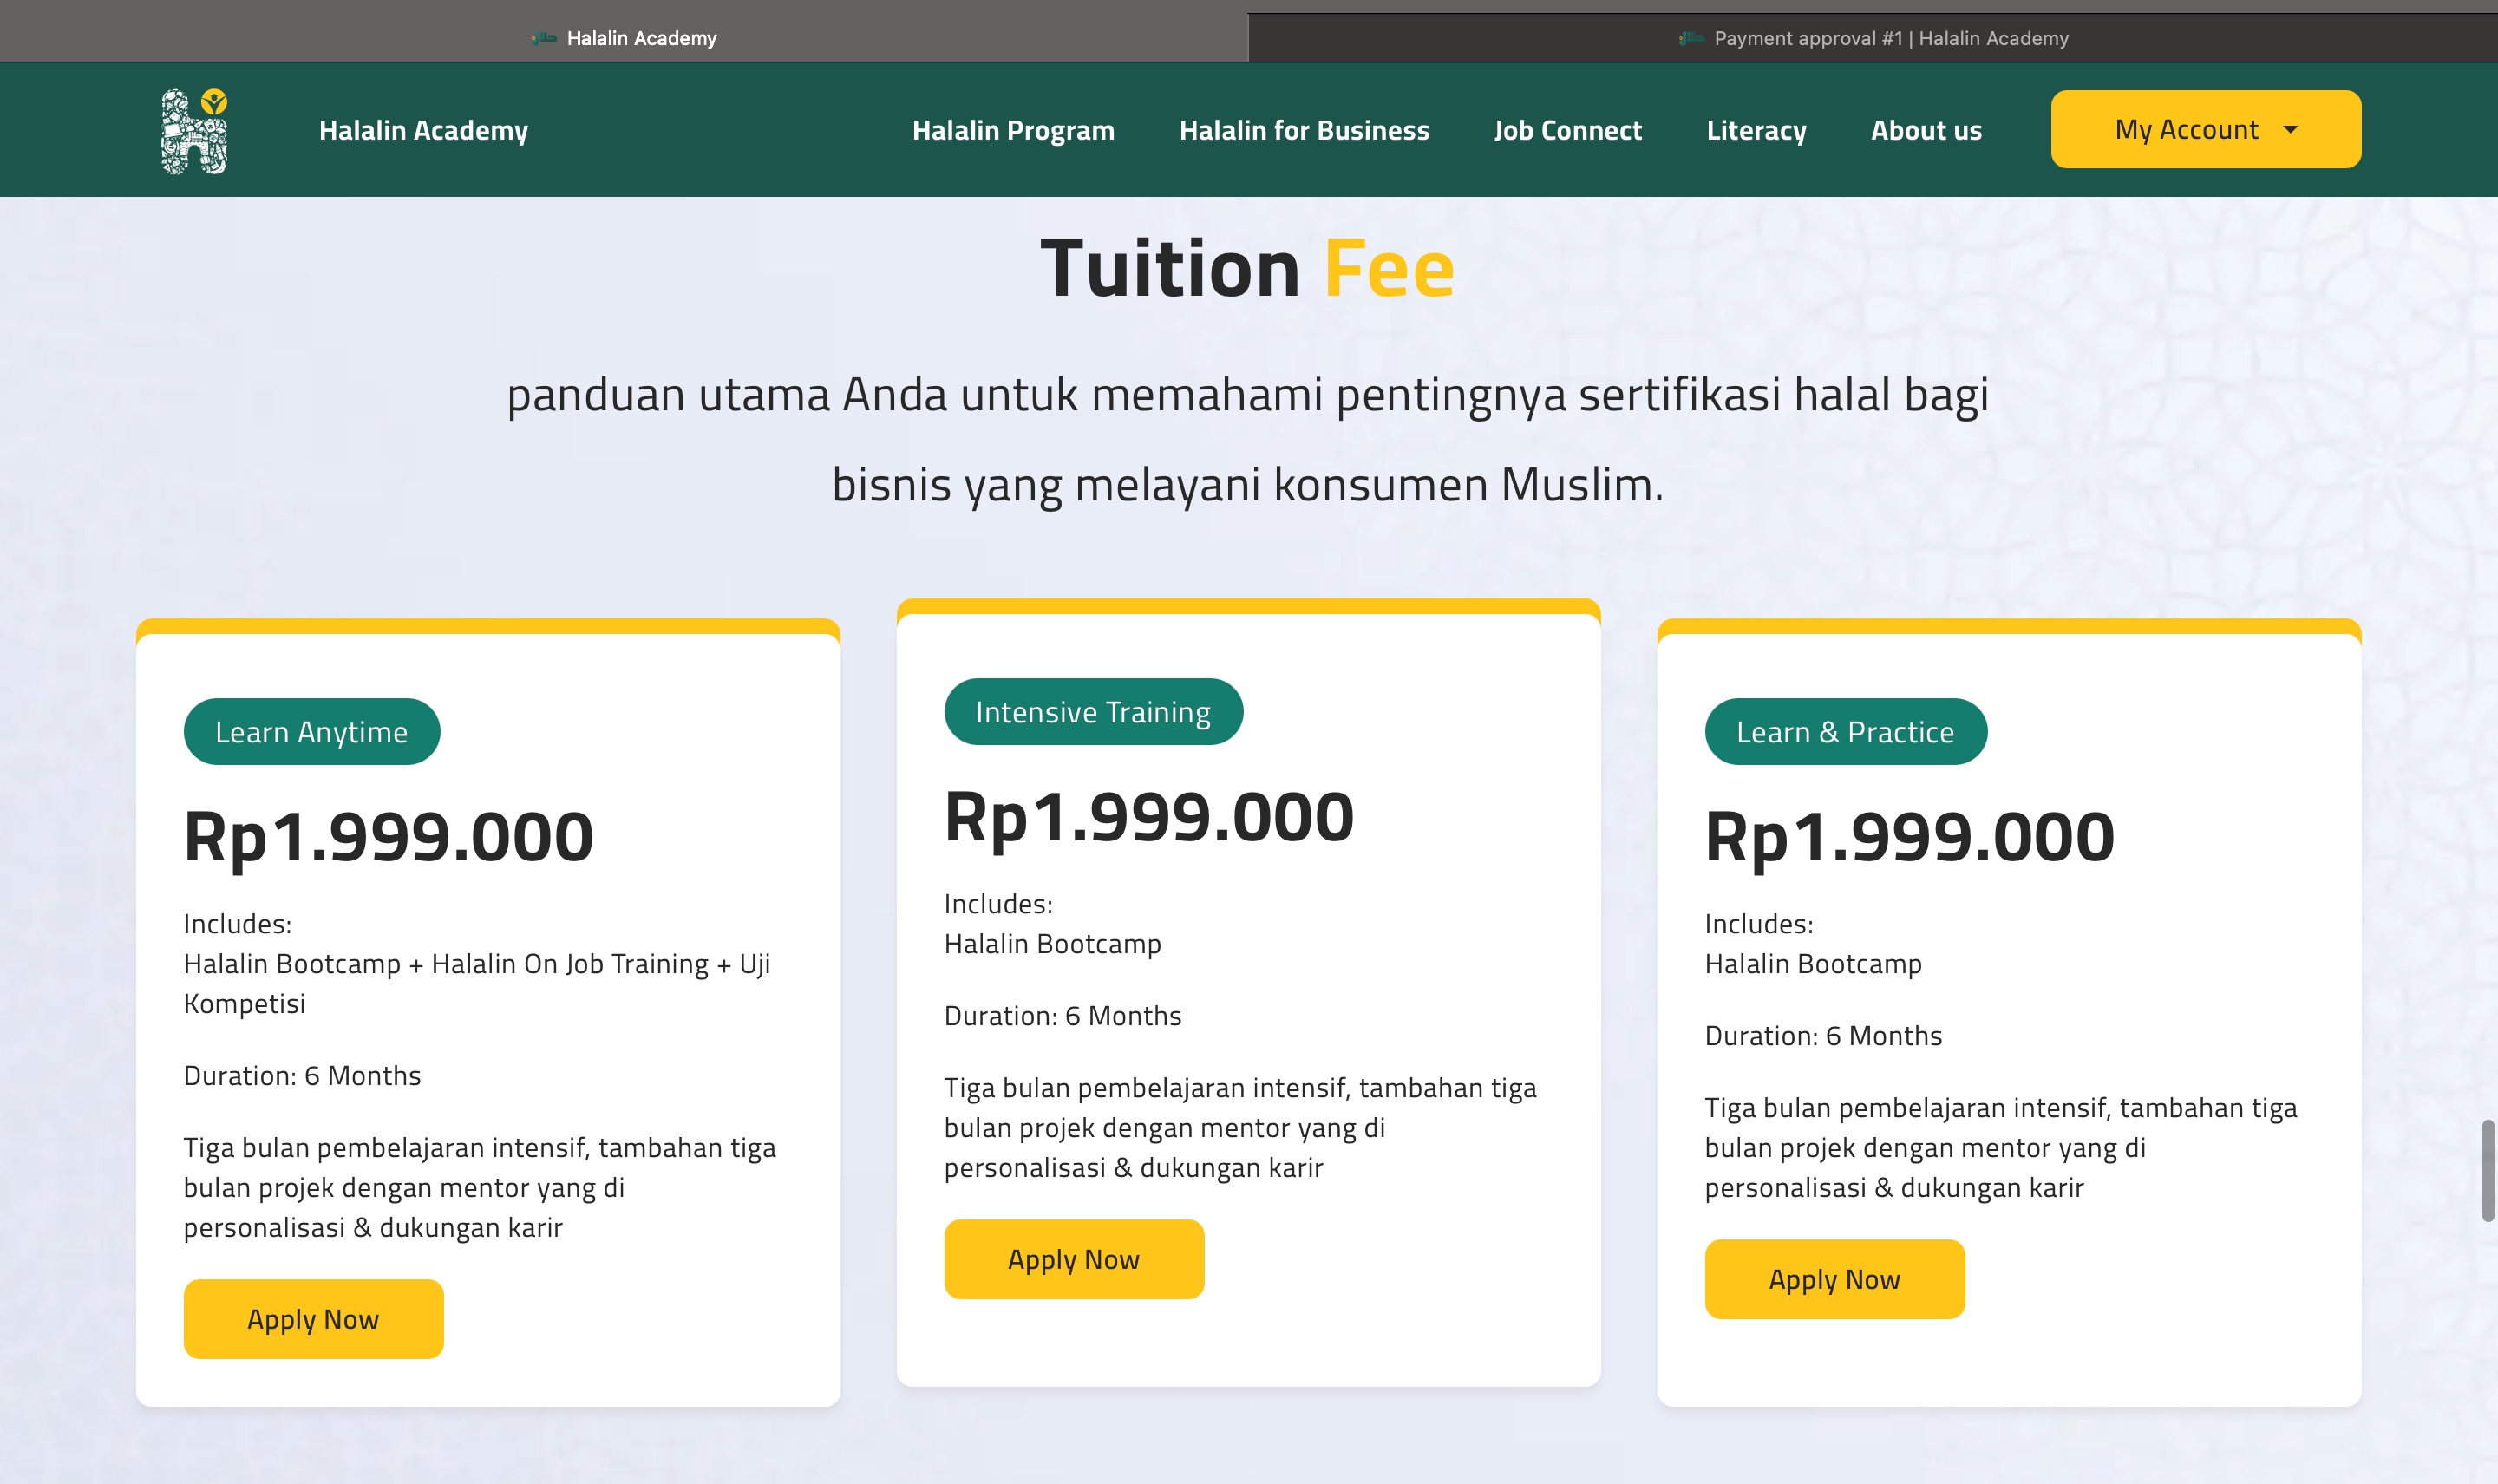 Halalin Academy
Payment approval #1 | Halalin Academy
Halalin Academy
Halalin Program
Halalin for Business
Job Connect
Literacy
About us
My Account
Tuition Fee
panduan utama Anda untuk memahami pentingnya sertifikasi halal bagi
bisnis yang melayani konsumen Muslim.
Learn Anytime
Rp1.999.000
Includes:
Halalin Bootcamp + Halalin On Job Training + Uji
Kompetisi
Duration: 6 Months
Tiga bulan pembelajaran intensif, tambahan tiga
bulan projek dengan mentor yang di
personalisasi & dukungan karir
Apply Now
Intensive Training
Rp1.999.000
Includes:
Halalin Bootcamp
Duration: 6 Months
Tiga bulan pembelajaran intensif, tambahan tiga
bulan projek dengan mentor yang di
personalisasi & dukungan karir
Apply Now
Learn & Practice
Rp1.999.000
Includes:
Halalin Bootcamp
Duration: 6 Months
Tiga bulan pembelajaran intensif, tambahan tiga
bulan projek dengan mentor yang di
personalisasi & dukungan karir
Apply Now